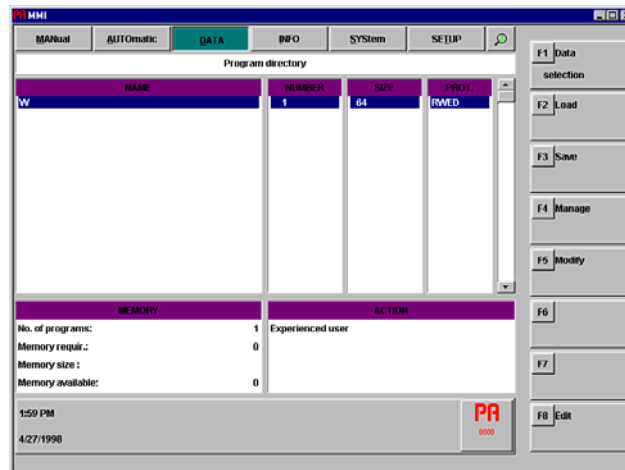 PA MMI
MANual AUTOmatic DATA INFO SYStem SETUP
Program directory
NAME NUMBER SIZE PROT.
W 1 64 RWED
MEMORY ACTION
No. of programs: 1 Experienced user
Memory requir.: 0
Memory size :
Memory available: 0
1:59 PM
4/27/1998
PA
8000
F1 Data
selection
F2 Load
F3 Save
F4 Manage
F5 Modify
F6
F7
F8 Edit